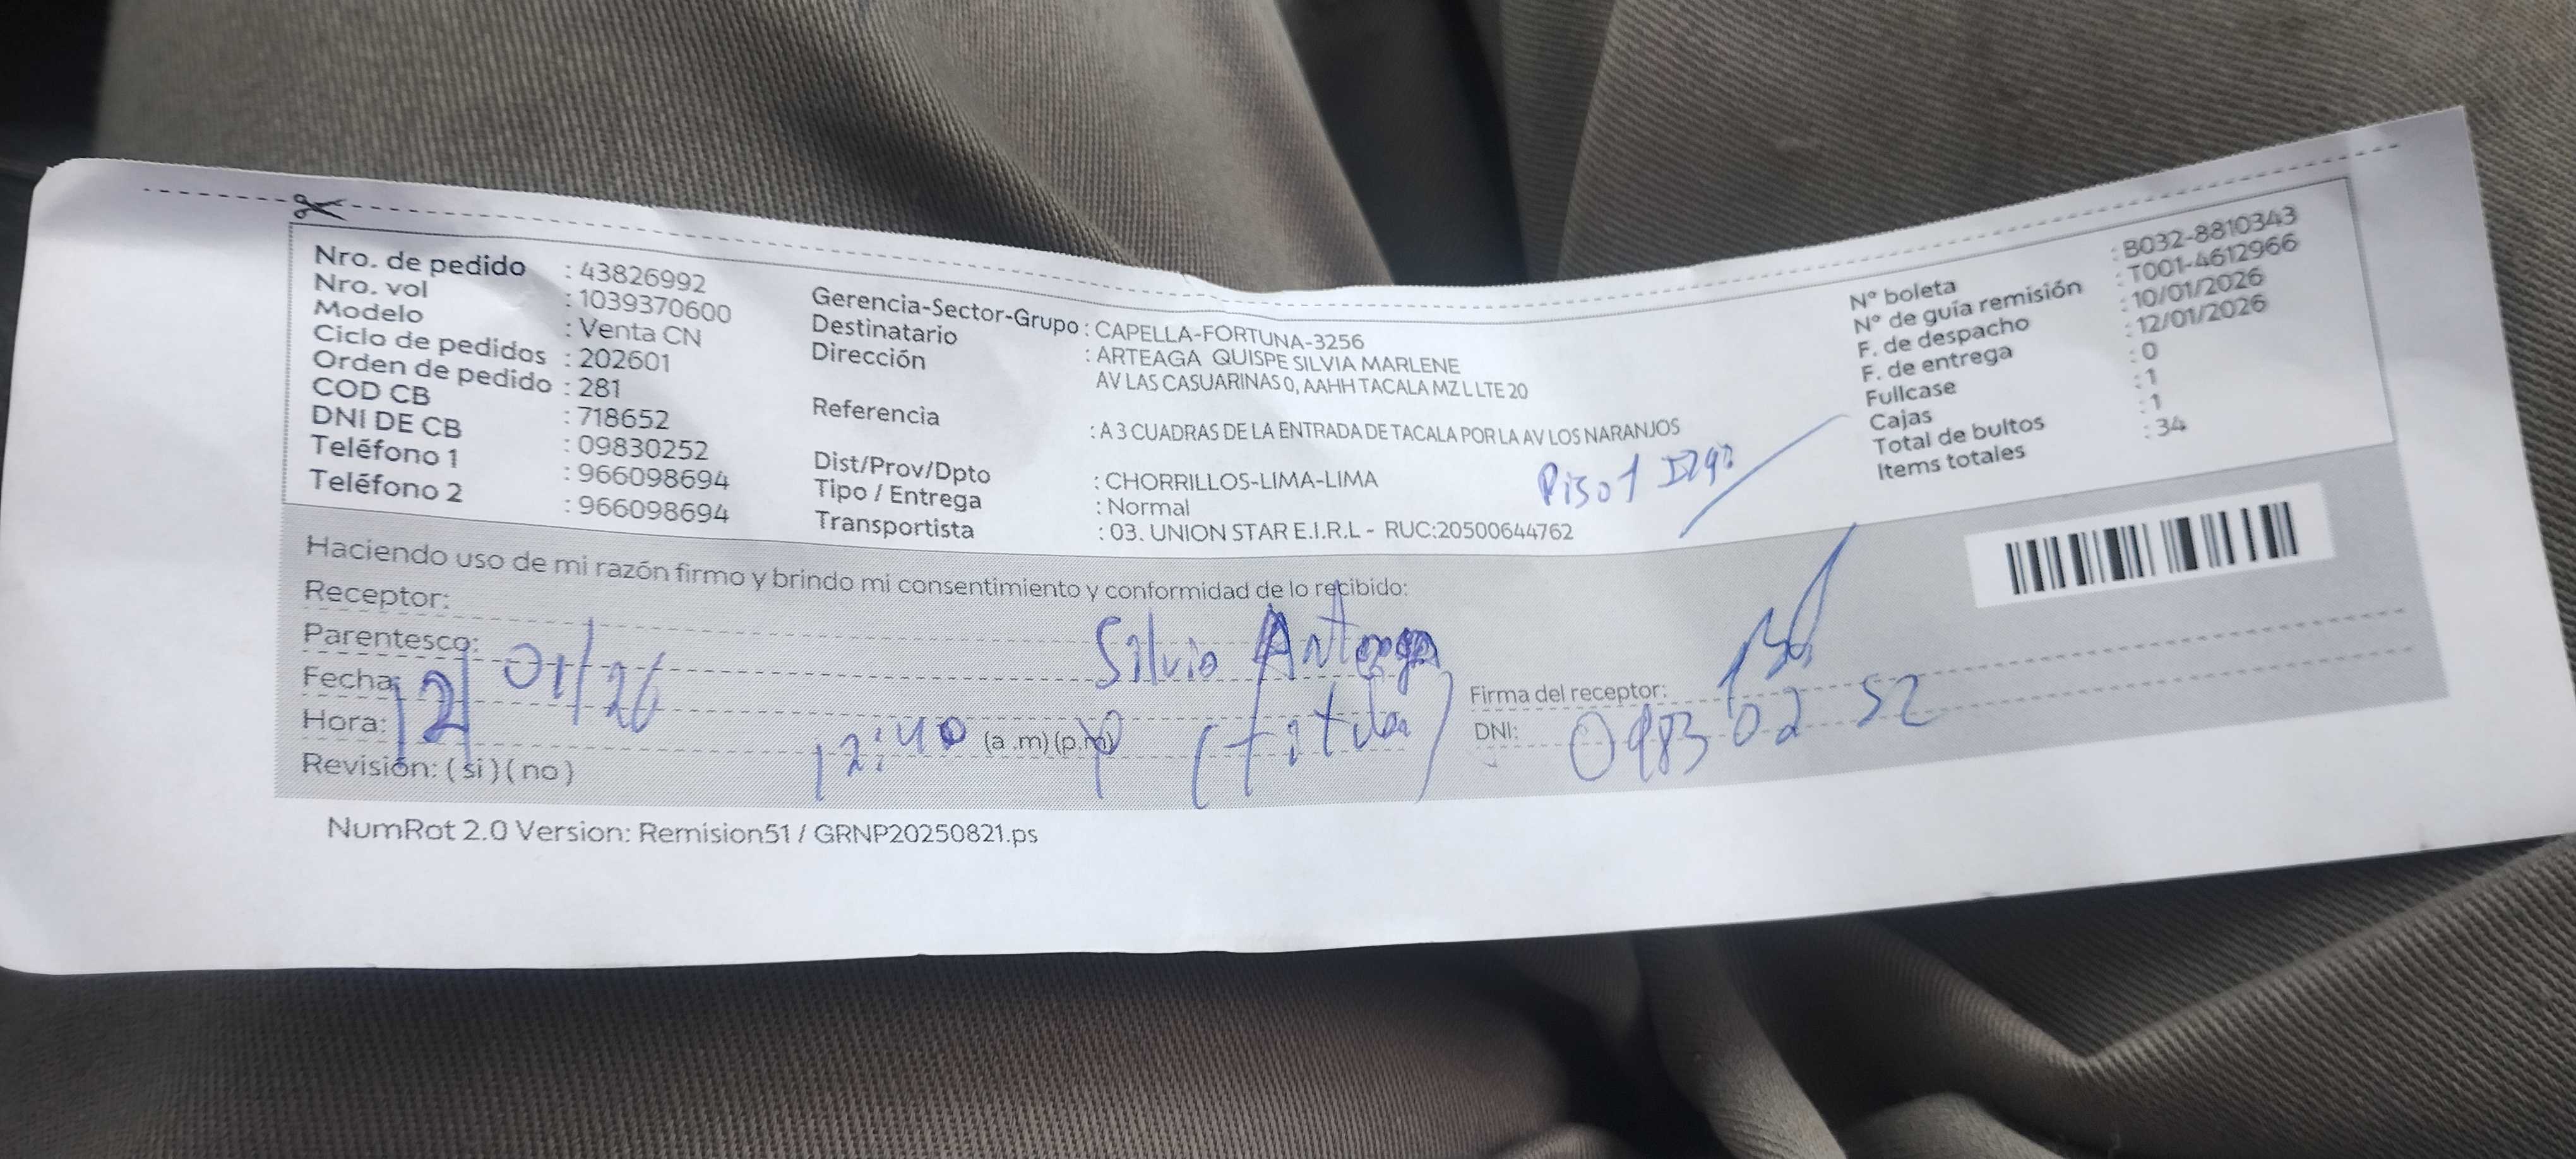 Nro. de pedido : 43826992
Nro. vol : 1039370600
Modelo : Venta CN
Ciclo de pedidos : 202601
Orden de pedido : 281
COD CB : 718652
DNI DE CB : 09830252
Teléfono 1 : 966098694
Teléfono 2 : 966098694
Gerencia-Sector-Grupo : CAPELLA-FORTUNA-3256
Destinatario : ARTEAGA QUISPE SILVIA MARLENE
Dirección AV LAS CASUARINAS 0, AAHH TACALA MZ L LTE 20
Referencia : A 3 CUADRAS DE LA ENTRADA DE TACALA POR LA AV LOS NARANJOS
Dist/Prov/Dpto : CHORRILLOS-LIMA-LIMA
Tipo / Entrega : Normal
Transportista : 03. UNION STAR E.I.R.L - RUC:20500644762
Piso 1
N° boleta : B032-8810343
N° de guía remisión : T001-4612966
F. de despacho : 10/01/2026
F. de entrega : 12/01/2026
Fullcase : 0
Cajas : 1
Total de bultos : 1
Items totales : 34
Haciendo uso de mi razón firmo y brindo mi consentimiento y conformidad de lo recibido:
Receptor: Silvia Arteaga
Parentesco: (titular)
Fecha: 12/01/26
Hora: 12:40 (a .m) (p.m)
Revisión: ( si ) ( no )
Firma del receptor:
DNI: 09830252
NumRot 2.0 Version: Remision51 / GRNP20250821.ps